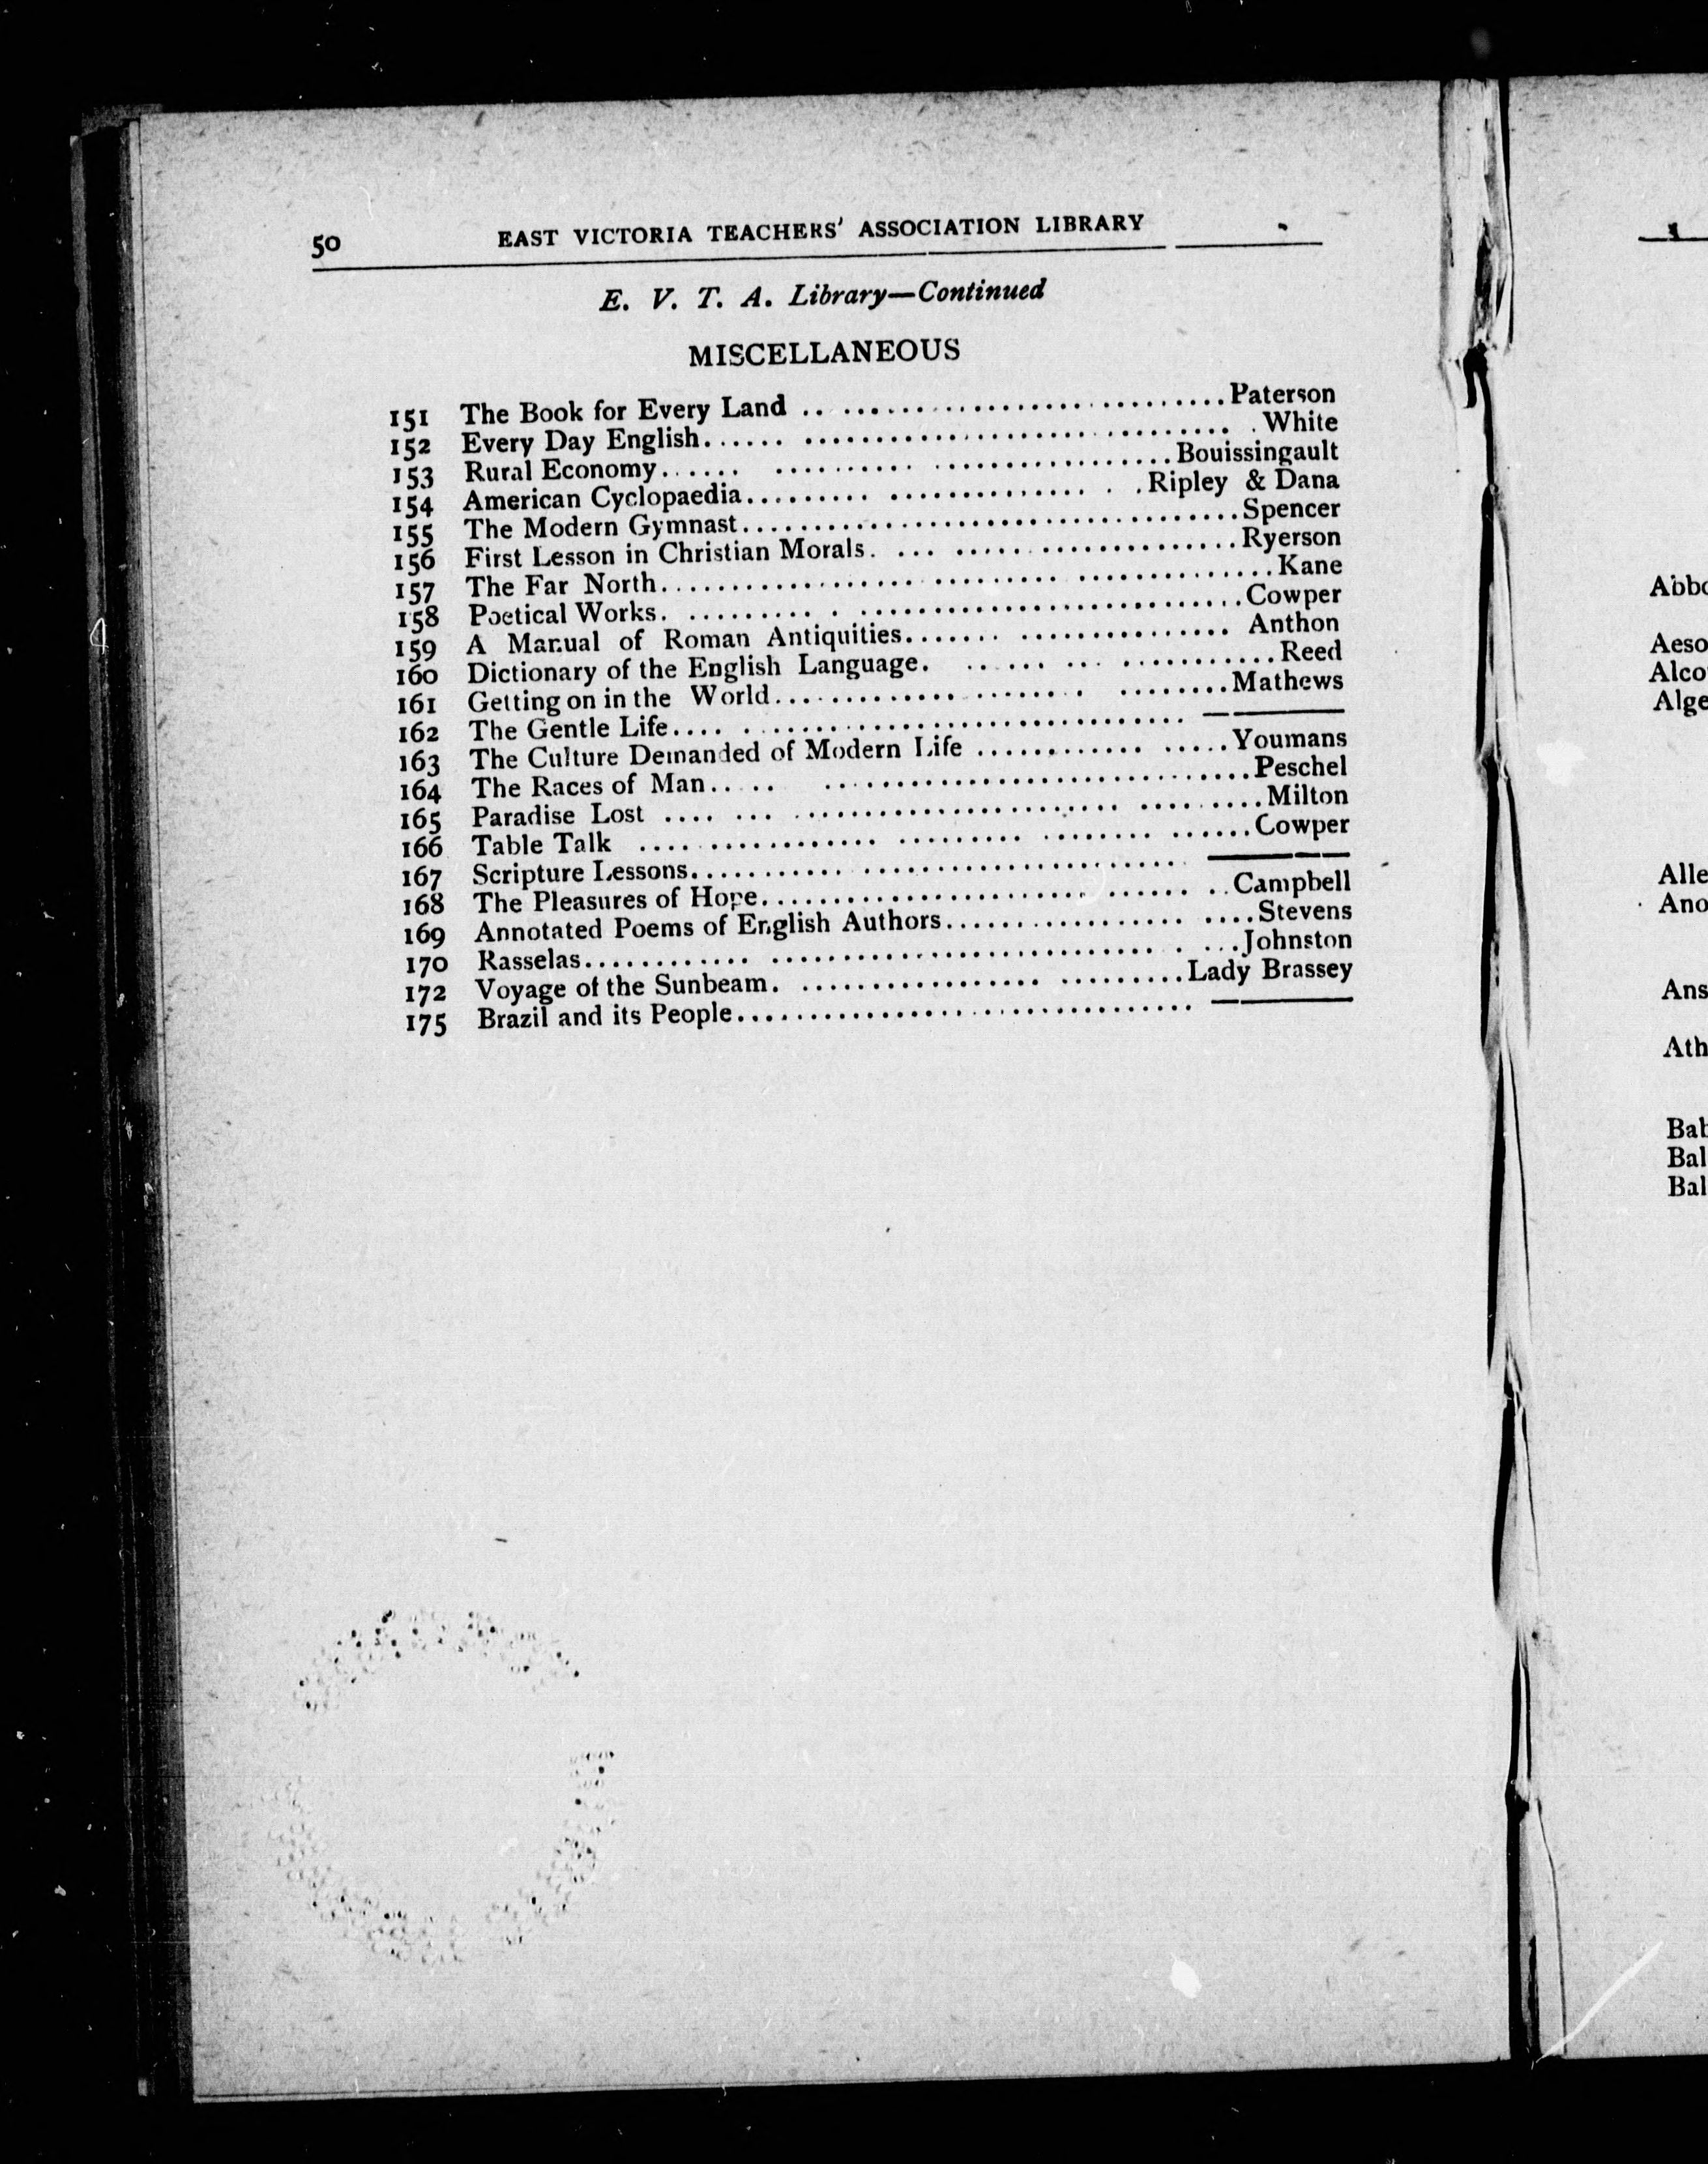 50 EAST VICTORIA TEACHERS' ASSOCIATION LIBRARY
E. V. T. A. Library—Continued
MISCELLANEOUS
151 The Book for Every Land ........ Paterson
152 Every Day English ........ White
153 Rural Economy ........ Bouissingault
154 American Cyclopaedia ........ Ripley & Dana
155 The Modern Gymnast ........ Spencer
156 First Lesson in Christian Morals ........ Ryerson
157 The Far North ........ Kane
158 Poetical Works ........ Cowper
159 A Manual of Roman Antiquities ........ Anthon
160 Dictionary of the English Language ........ Reed
161 Getting on in the World ........ Mathews
162 The Gentle Life ........ ———
163 The Culture Demanded of Modern Life ........ Youmans
164 The Races of Man ........ Peschel
165 Paradise Lost ........ Milton
166 Table Talk ........ Cowper
167 Scripture Lessons ........ ———
168 The Pleasures of Hope ........ Campbell
169 Annotated Poems of English Authors ........ Stevens
170 Rasselas ........ Johnston
172 Voyage of the Sunbeam ........ Lady Brassey
175 Brazil and its People ........ ———
Abbo
Aeso
Alco
Alge
Alle
Ano
Ans
Ath
Bab
Bal
Bal